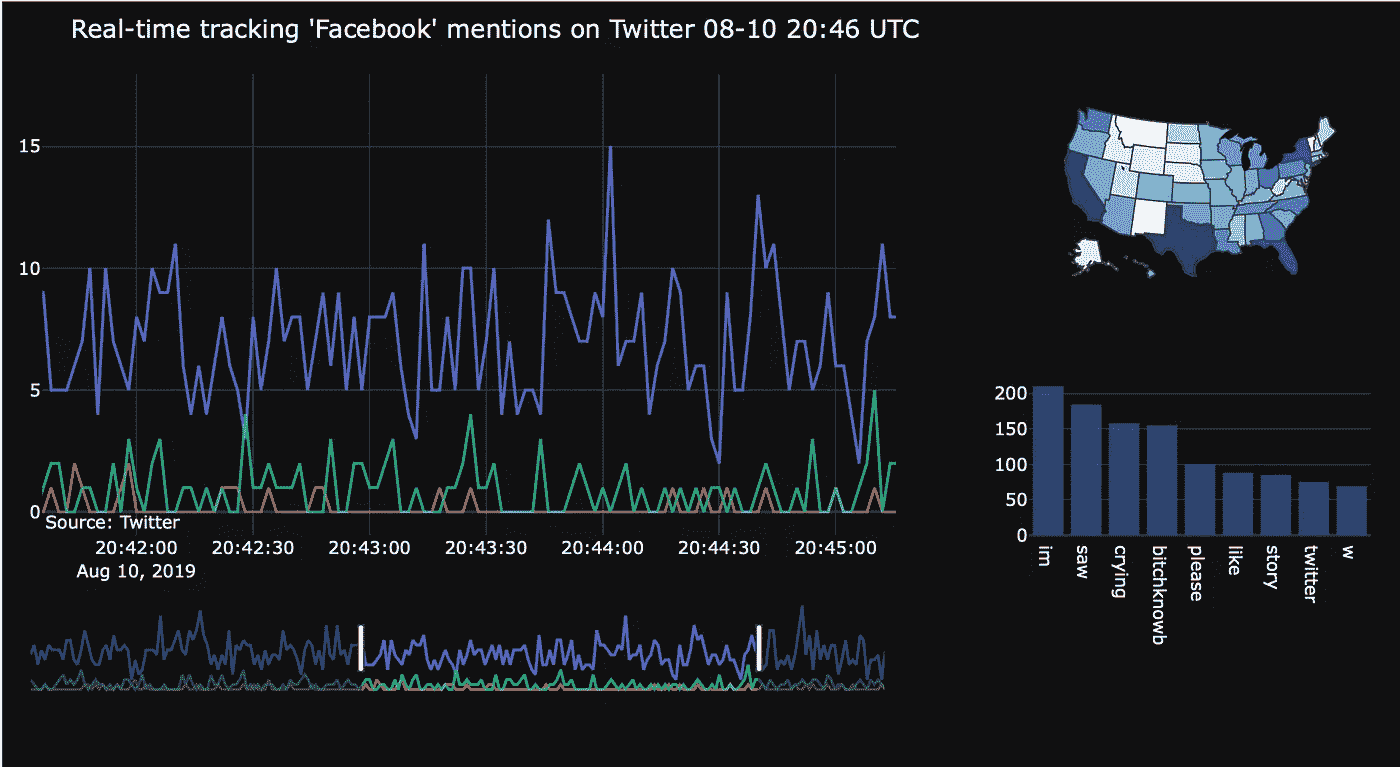 Real-time tracking 'Facebook' mentions on Twitter 08-10 20:46 UTC
15
10
5
0
Source: Twitter
20:42:00 20:42:30 20:43:00 20:43:30 20:44:00 20:44:30 20:45:00
Aug 10, 2019
200
150
100
50
0
im saw crying bitchknowb please like story twitter w